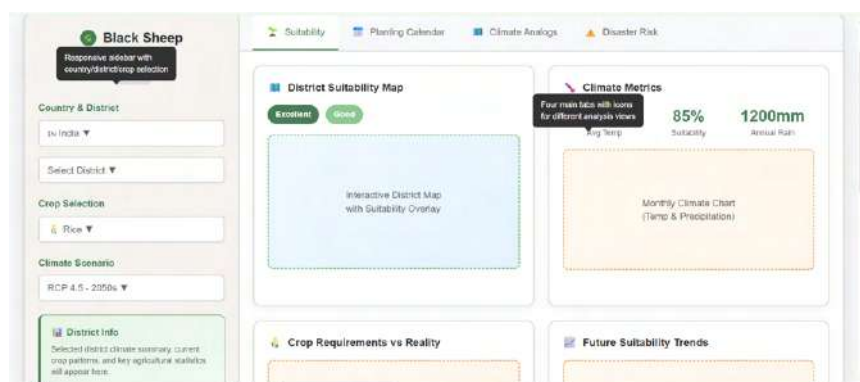 Black Sheep
Responsive sidebar with
country/district/crop selection
Country & District
India ▼
Select District ▼
Crop Selection
Rice ▼
Climate Scenario
RCP 4.5 - 2050s ▼
District Info
Selected district climate summary, current
crop patterns, and key agricultural statistics
will appear here.
Suitability
Planting Calendar
Climate Analogs
Disaster Risk
District Suitability Map
Excellent
Good
Interactive District Map
with Suitability Overlay
Climate Metrics
Four main tabs with icons
for different analysis views
Avg Temp
85%
Suitability
1200mm
Annual Rain
Monthly Climate Chart
(Temp & Precipitation)
Crop Requirements vs Reality
Future Suitability Trends